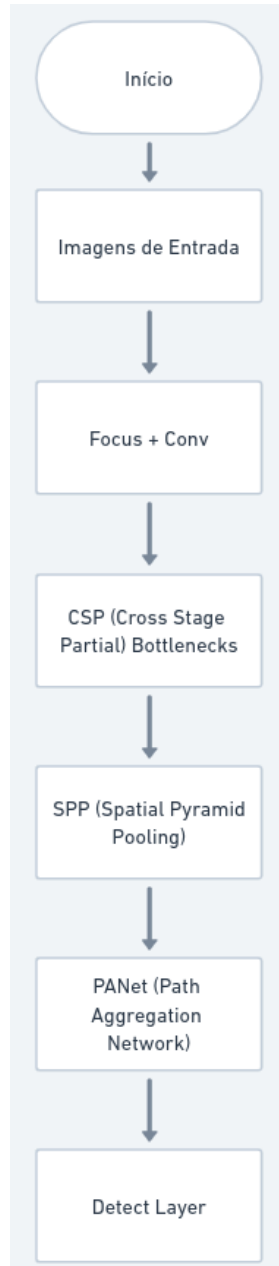 Início
Imagens de Entrada
Focus + Conv
CSP (Cross Stage
Partial) Bottlenecks
SPP (Spatial Pyramid
Pooling)
PANet (Path
Aggregation
Network)
Detect Layer